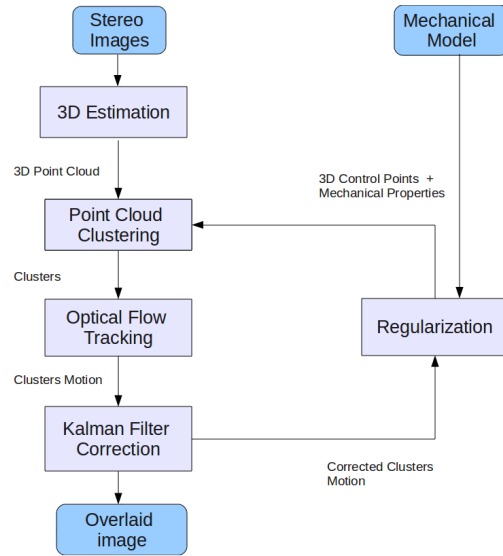 Stereo
Images
Mechanical
Model
3D Estimation
3D Point Cloud
3D Control Points +
Mechanical Properties
Point Cloud
Clustering
Clusters
Optical Flow
Tracking
Regularization
Clusters Motion
Kalman Filter
Correction
Corrected Clusters
Motion
Overlaid
image